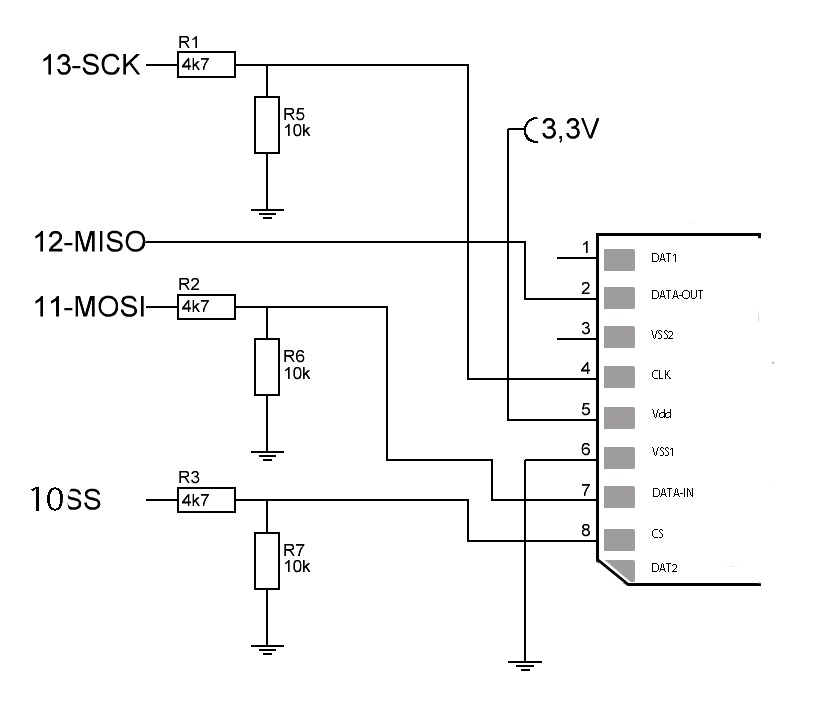 R1
13-SCK
4k7
R5
10k
3,3V
12-MISO
1
DAT1
R2
2
DATA-OUT
11-MOSI
4k7
3
VSS2
R6
10k
4
CLK
5
Vdd
6
VSS1
R3
7
DATA-IN
10SS
4k7
8
CS
R7
10k
DAT2